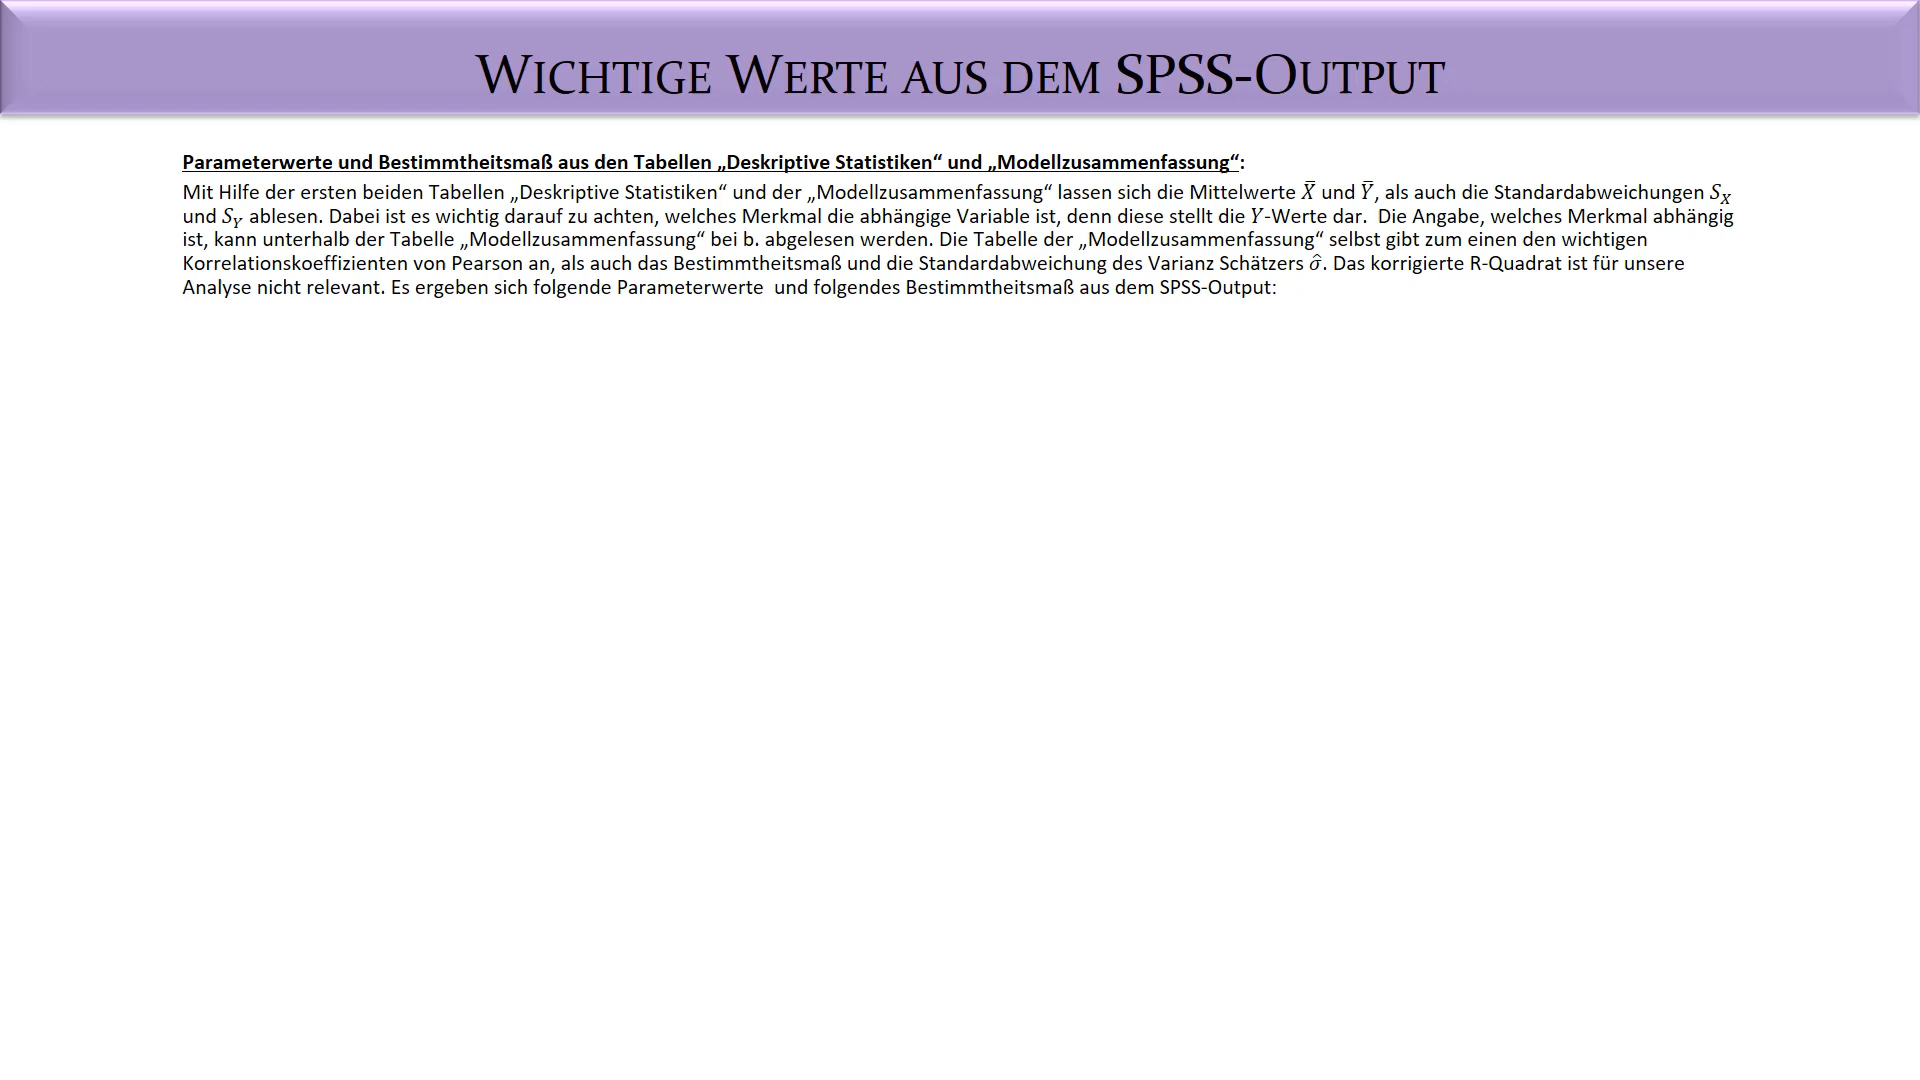 WICHTIGE WERTE AUS DEM SPSS-OUTPUT
Parameterwerte und Bestimmtheitsmaß aus den Tabellen „Deskriptive Statistiken“ und „Modellzusammenfassung“:
Mit Hilfe der ersten beiden Tabellen „Deskriptive Statistiken“ und der „Modellzusammenfassung“ lassen sich die Mittelwerte X̅ und Y̅, als auch die Standardabweichungen S_X
und S_Y ablesen. Dabei ist es wichtig darauf zu achten, welches Merkmal die abhängige Variable ist, denn diese stellt die Y-Werte dar. Die Angabe, welches Merkmal abhängig
ist, kann unterhalb der Tabelle „Modellzusammenfassung“ bei b. abgelesen werden. Die Tabelle der „Modellzusammenfassung“ selbst gibt zum einen den wichtigen
Korrelationskoeffizienten von Pearson an, als auch das Bestimmtheitsmaß und die Standardabweichung des Varianz Schätzers σ̂. Das korrigierte R-Quadrat ist für unsere
Analyse nicht relevant. Es ergeben sich folgende Parameterwerte und folgendes Bestimmtheitsmaß aus dem SPSS-Output: